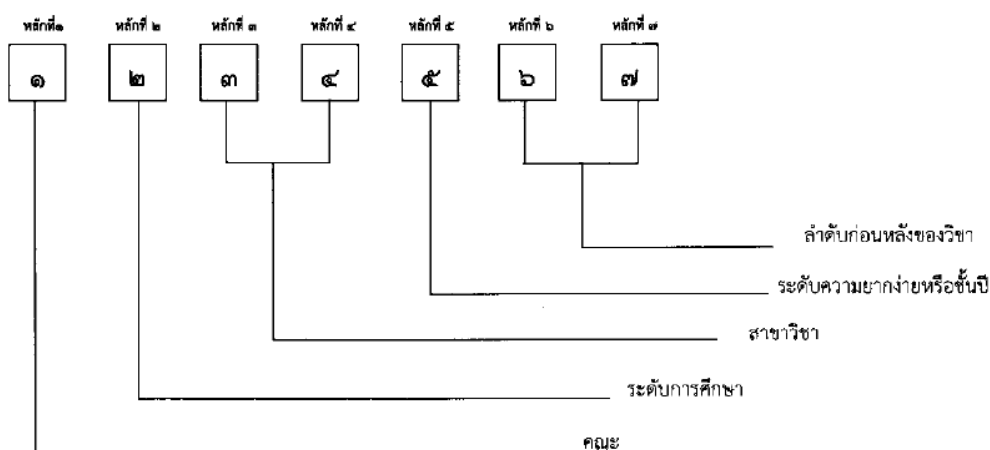 หลักที่๑ หลักที่ ๒ หลักที่ ๓ หลักที่ ๔ หลักที่ ๕ หลักที่ ๖ หลักที่ ๗
๑ ๒ ๓ ๔ ๕ ๖ ๗
ลำดับก่อนหลังของวิชา
ระดับความยากง่ายหรือชั้นปี
สาขาวิชา
ระดับการศึกษา
คณะ